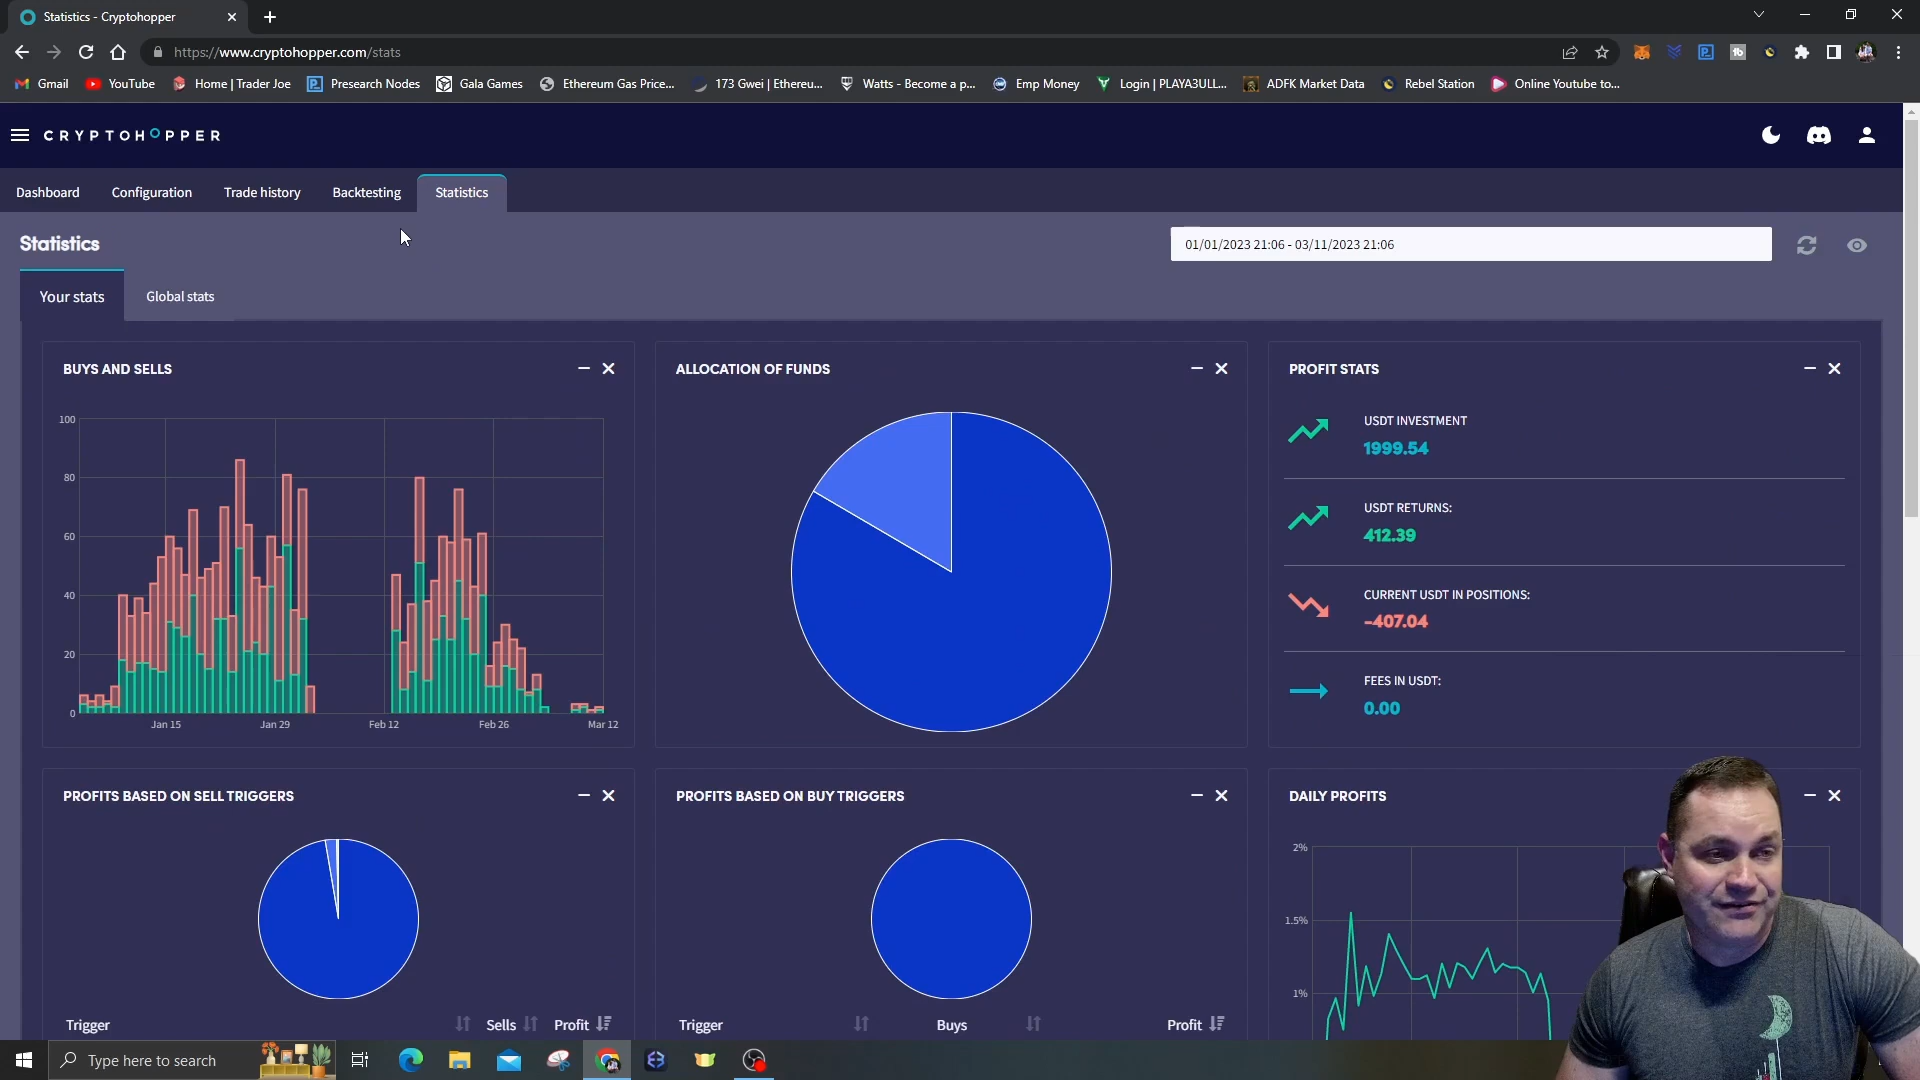 Statistics - Cryptohopper
https://www.cryptohopper.com/stats
Gmail YouTube Home | Trader Joe Presearch Nodes Gala Games Ethereum Gas Price... 173 Gwei | Ethereu... Watts - Become a p... Emp Money Login | PLAYA3ULL... ADFK Market Data Rebel Station Online Youtube to...
CRYPTOHOPPER
Dashboard Configuration Trade history Backtesting Statistics
Statistics
01/01/2023 21:06 - 03/11/2023 21:06
Your stats Global stats
BUYS AND SELLS
100
80
60
40
20
0
Jan 15 Jan 29 Feb 12 Feb 26 Mar 12
ALLOCATION OF FUNDS
PROFIT STATS
USDT INVESTMENT
1999.54
USDT RETURNS:
412.39
CURRENT USDT IN POSITIONS:
-407.04
FEES IN USDT:
0.00
PROFITS BASED ON SELL TRIGGERS
Trigger Sells Profit
PROFITS BASED ON BUY TRIGGERS
Trigger Buys Profit
DAILY PROFITS
2%
1.5%
1%
Type here to search